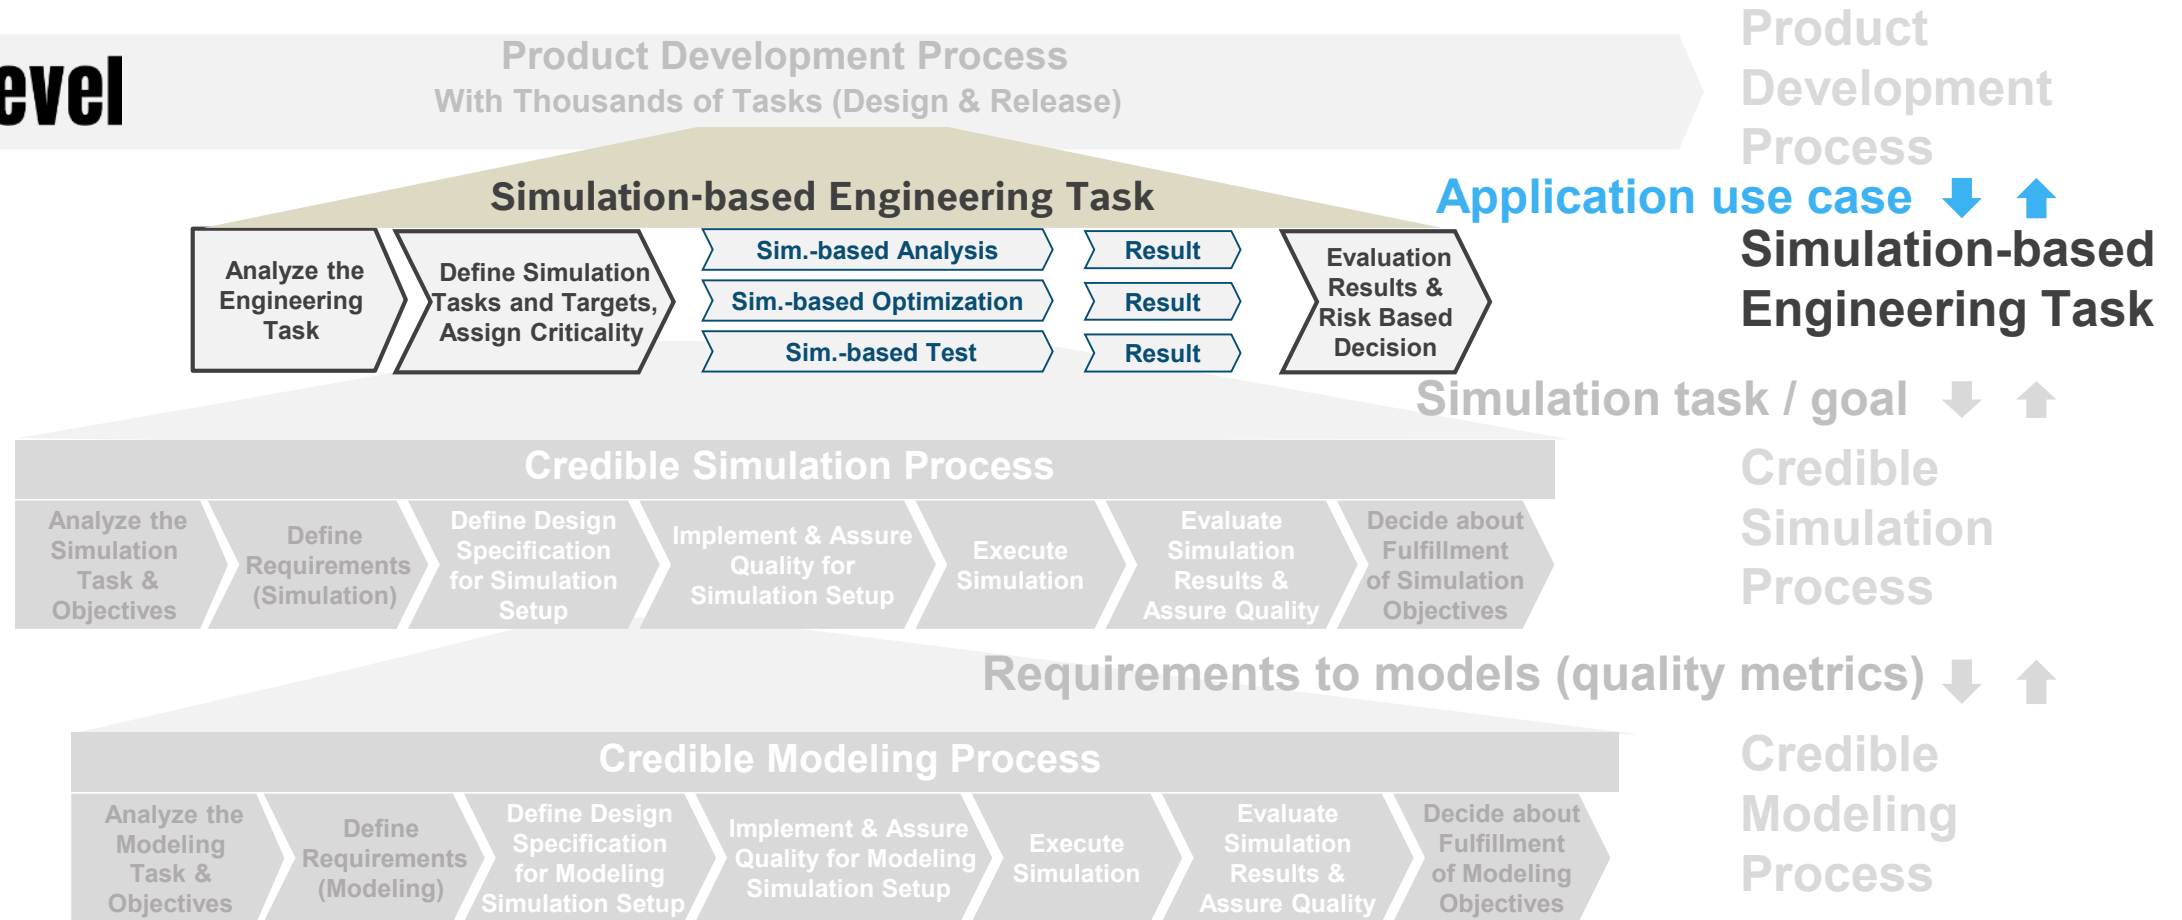 evel
Product Development Process
With Thousands of Tasks (Design & Release)
Product
Development
Process
Simulation-based Engineering Task
Application use case
Analyze the
Engineering
Task
Define Simulation
Tasks and Targets,
Assign Criticality
Sim.-based Analysis
Result
Sim.-based Optimization
Result
Sim.-based Test
Result
Evaluation
Results &
Risk Based
Decision
Simulation-based
Engineering Task
Simulation task / goal
Credible Simulation Process
Analyze the
Simulation
Task &
Objectives
Define
Requirements
(Simulation)
Define Design
Specification
for Simulation
Setup
Implement & Assure
Quality for
Simulation Setup
Execute
Simulation
Evaluate
Simulation
Results &
Assure Quality
Decide about
Fulfillment
of Simulation
Objectives
Credible
Simulation
Process
Requirements to models (quality metrics)
Credible Modeling Process
Analyze the
Modeling
Task &
Objectives
Define
Requirements
(Modeling)
Define Design
Specification
for Modeling
Simulation Setup
Implement & Assure
Quality for Modeling
Simulation Setup
Execute
Simulation
Evaluate
Simulation
Results &
Assure Quality
Decide about
Fulfillment
of Modeling
Objectives
Credible
Modeling
Process